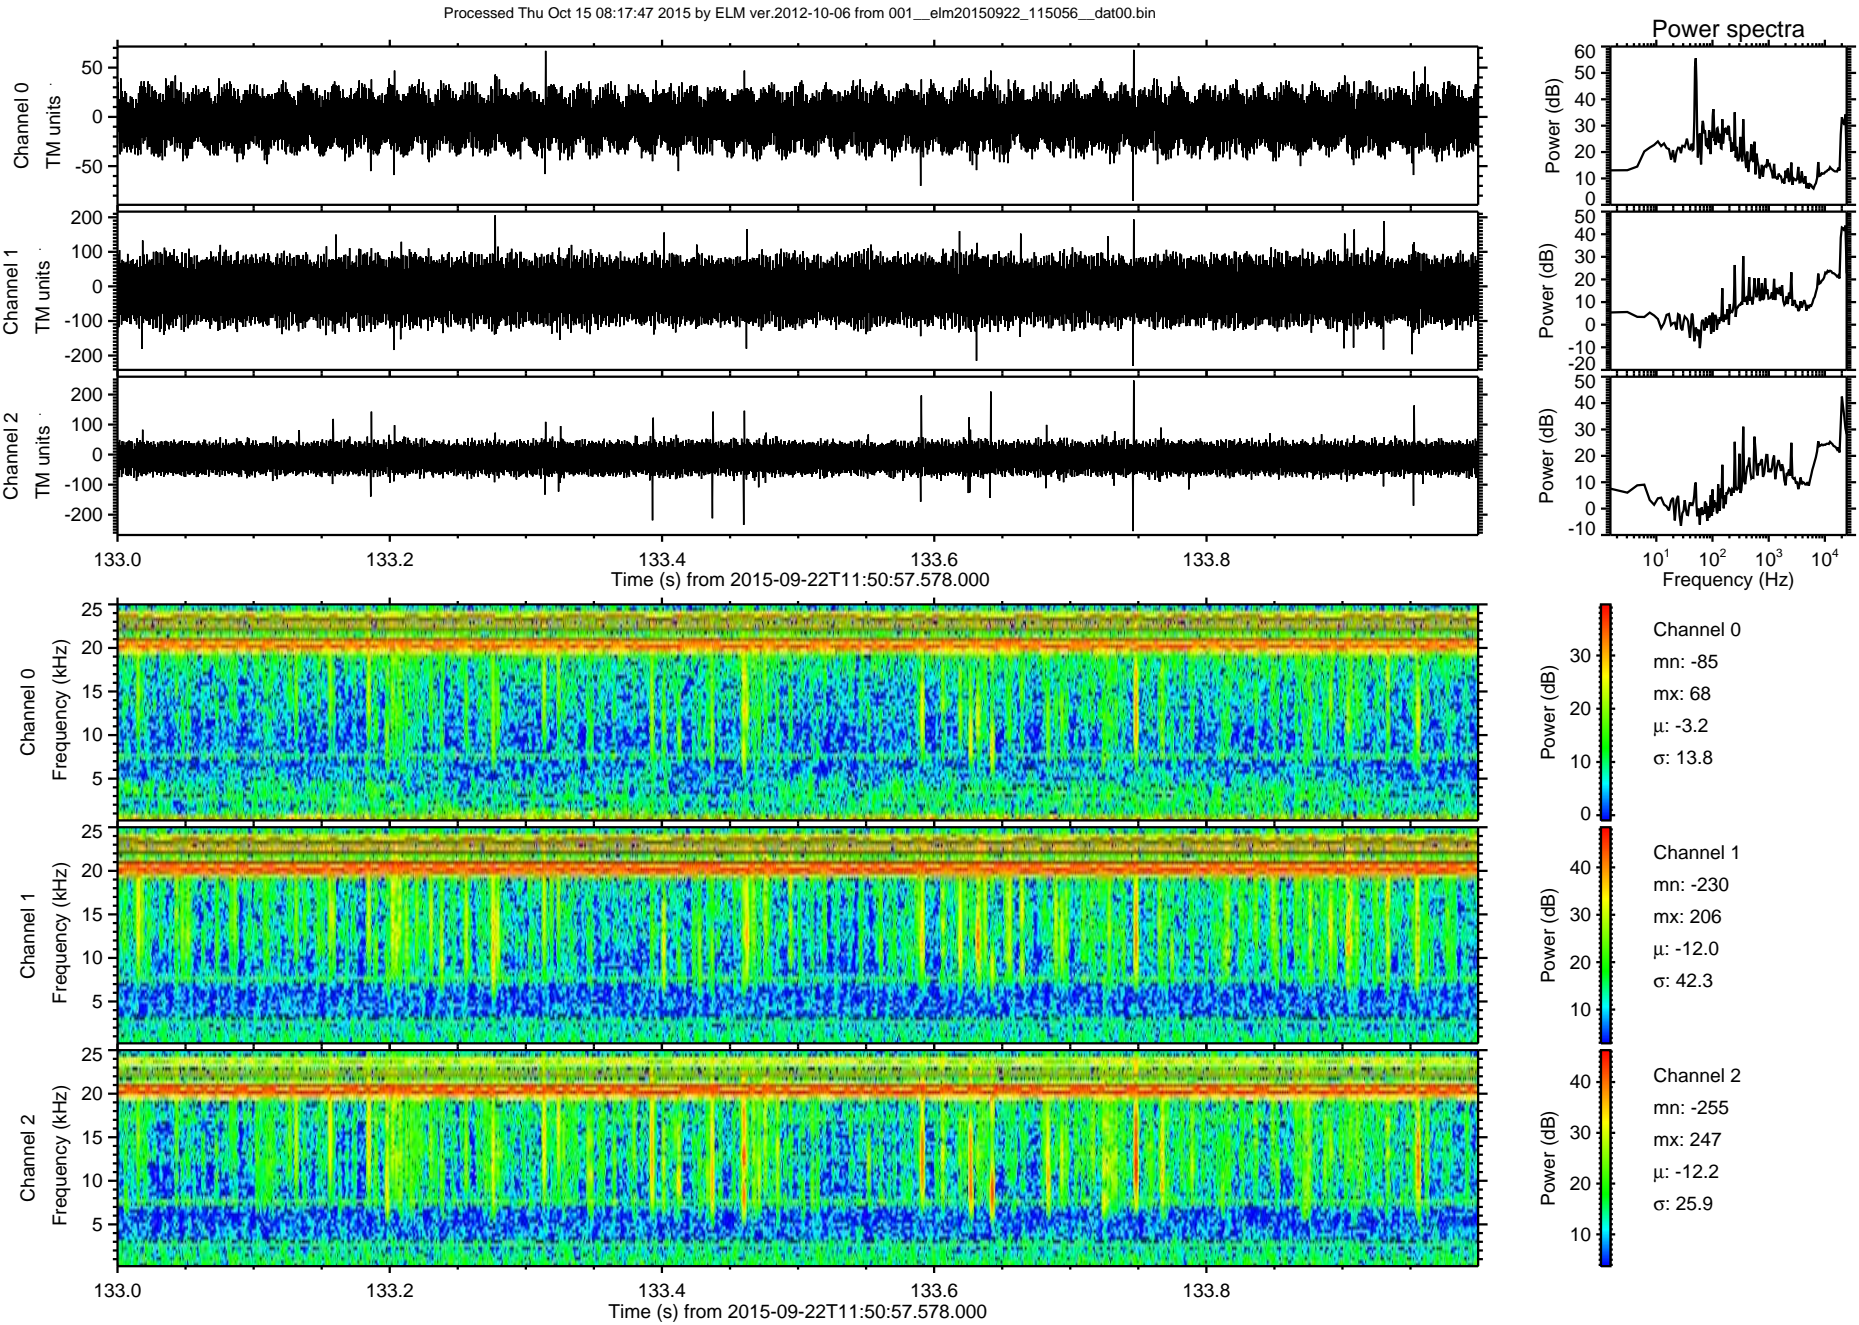 Processed Thu Oct 15 08:17:47 2015 by ELM ver.2012-10-06 from 001__elm20150922_115056__dat00.bin
Power spectra
Channel 0
TM units
50
0
-50
Power (dB)
60
50
40
30
20
10
0
Channel 1
TM units
200
100
0
-100
-200
Power (dB)
50
40
30
20
10
0
-10
-20
Channel 2
TM units
200
100
0
-100
-200
Power (dB)
50
40
30
20
10
0
-10
133.0 133.2 133.4 133.6 133.8
Time (s) from 2015-09-22T11:50:57.578.000
10¹ 10² 10³ 10⁴
Frequency (Hz)
Channel 0
Frequency (kHz)
25
20
15
10
5
Power (dB)
30
20
10
0
Channel 0
mn: -85
mx: 68
μ: -3.2
σ: 13.8
Channel 1
Frequency (kHz)
25
20
15
10
5
Power (dB)
40
30
20
10
Channel 1
mn: -230
mx: 206
μ: -12.0
σ: 42.3
Channel 2
Frequency (kHz)
25
20
15
10
5
Power (dB)
40
30
20
10
Channel 2
mn: -255
mx: 247
μ: -12.2
σ: 25.9
133.0 133.2 133.4 133.6 133.8
Time (s) from 2015-09-22T11:50:57.578.000